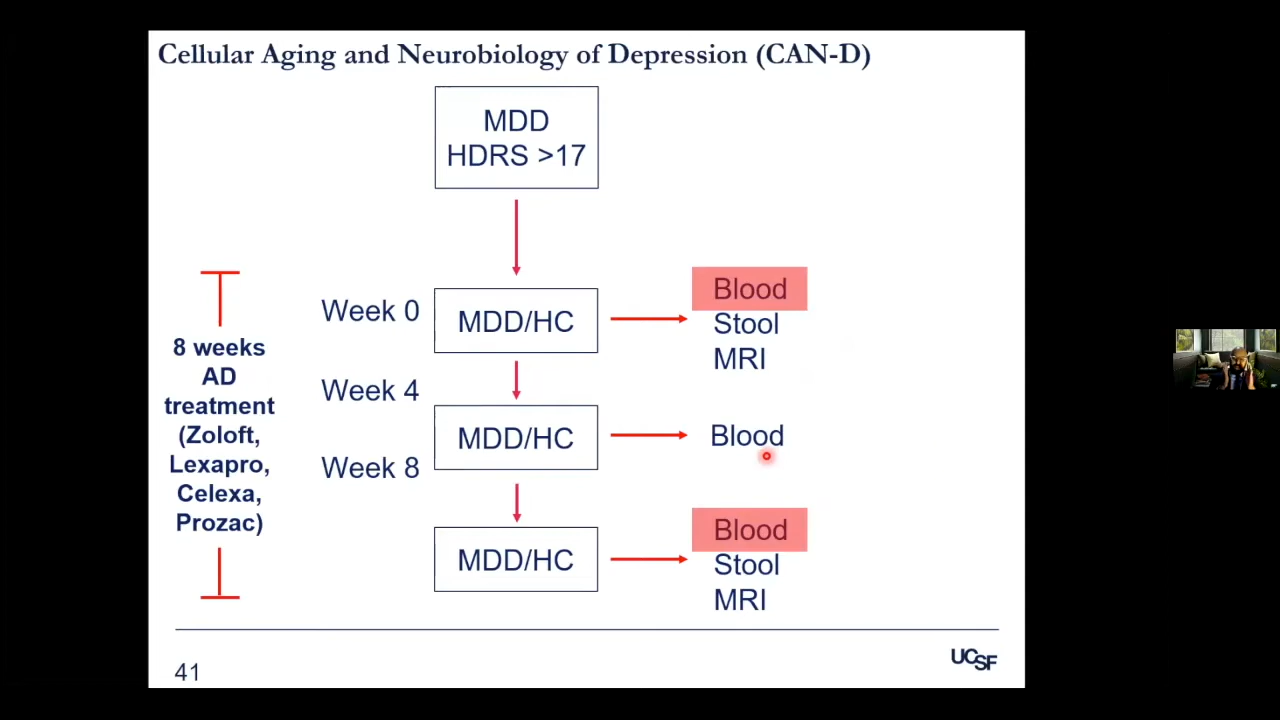 Cellular Aging and Neurobiology of Depression (CAN-D)
MDD
HDRS >17
8 weeks
AD
treatment
(Zoloft,
Lexapro,
Celexa,
Prozac)
Week 0
MDD/HC
Blood
Stool
MRI
Week 4
MDD/HC
Blood
Week 8
MDD/HC
Blood
Stool
MRI
41
UCSF